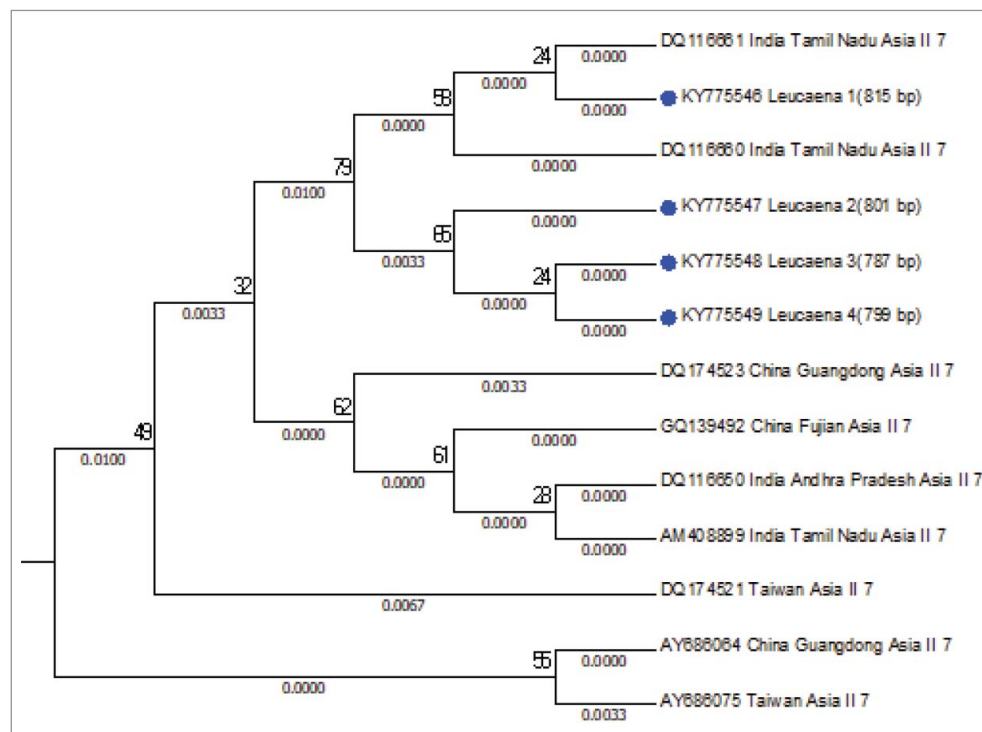 DQ116661 India Tamil Nadu Asia II 7
24
0.0000
0.0000
KY775546 Leucaena 1(815 bp)
53
0.0000
0.0000
DQ116660 India Tamil Nadu Asia II 7
79
0.0000
0.0100
KY775547 Leucaena 2(801 bp)
65
0.0000
0.0033
KY775548 Leucaena 3(787 bp)
24
0.0000
0.0000
KY775549 Leucaena 4(799 bp)
32
0.0000
0.0033
DQ174523 China Guangdong Asia II 7
62
0.0033
0.0000
GQ139492 China Fujian Asia II 7
49
61
0.0000
0.0100
0.0000
DQ116650 India Andhra Pradesh Asia II 7
28
0.0000
0.0000
AM408899 India Tamil Nadu Asia II 7
0.0000
DQ174521 Taiwan Asia II 7
0.0067
AY686064 China Guangdong Asia II 7
55
0.0000
0.0000
AY686075 Taiwan Asia II 7
0.0033